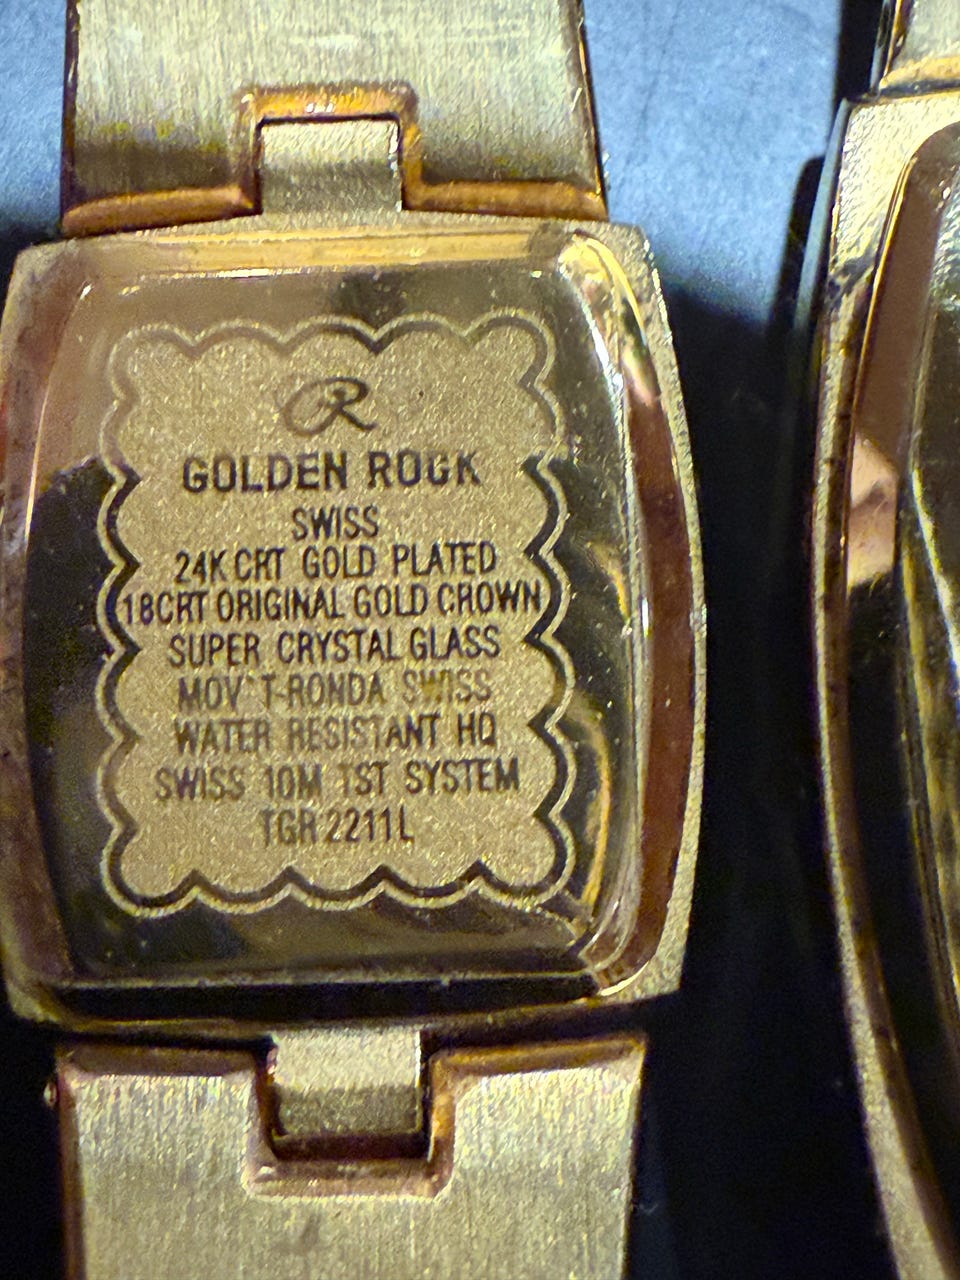 R
GOLDEN ROCK
SWISS
24K CRT GOLD PLATED
18CRT ORIGINAL GOLD CROWN
SUPER CRYSTAL GLASS
MOV'T-RONDA SWISS
WATER RESISTANT HQ
SWISS 10M TST SYSTEM
TGR 2211L